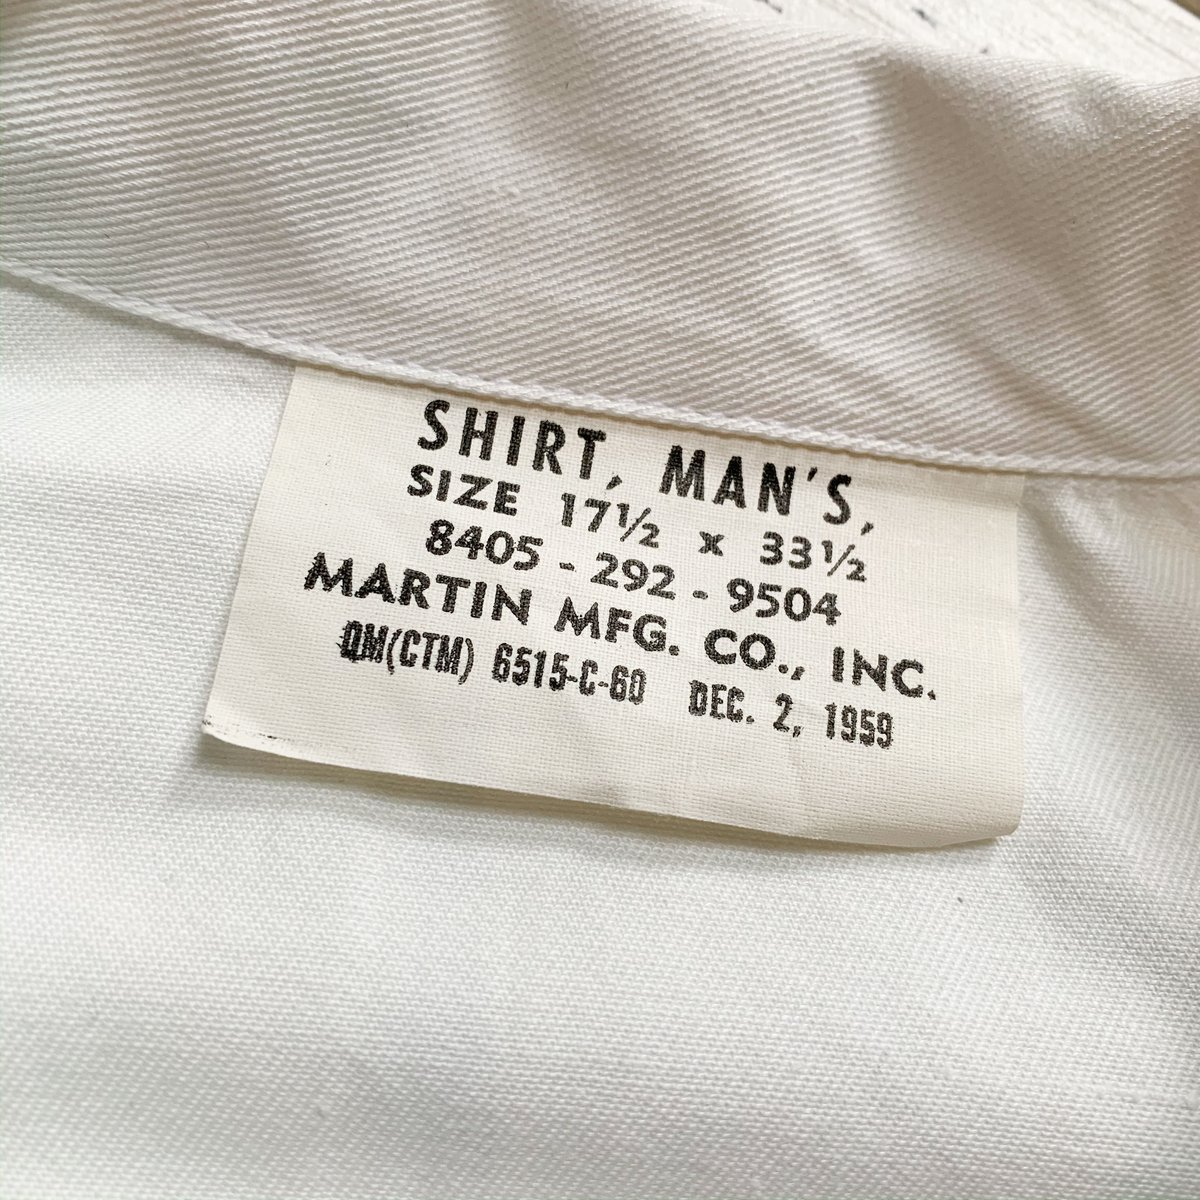 SHIRT, MAN'S,
SIZE 17½ x 33½
8405 - 292 - 9504
MARTIN MFG. CO., INC.
QM(CTM) 6515-C-60 DEC. 2, 1959